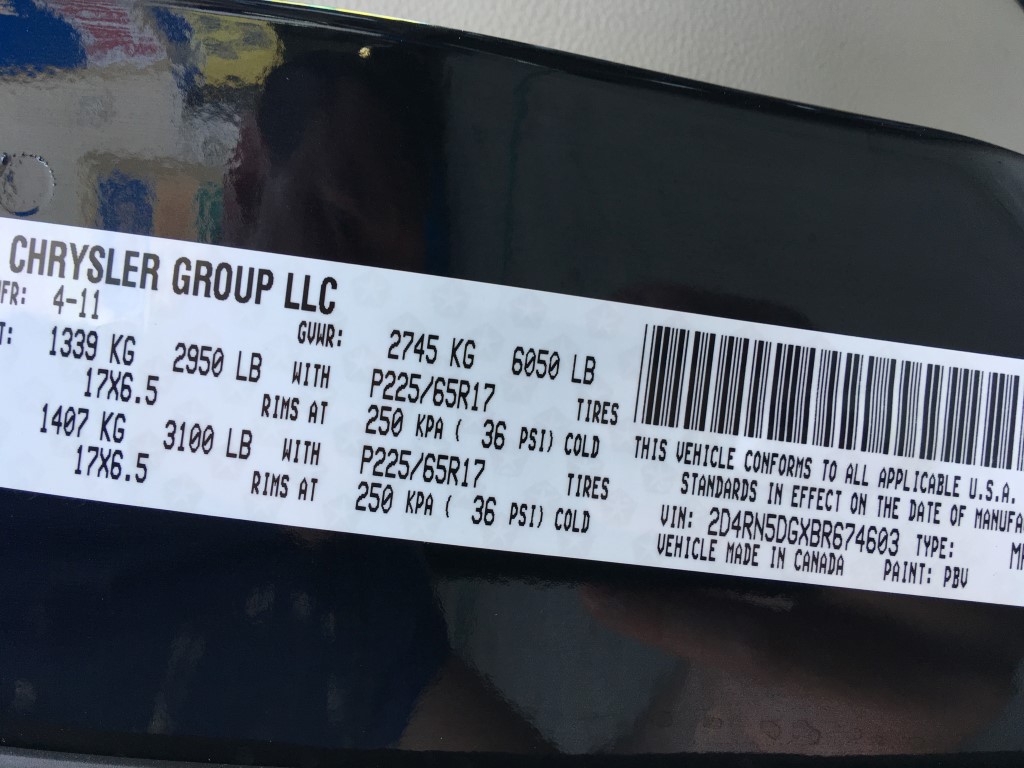 CHRYSLER GROUP LLC
FR: 4-11 GVWR: 2745 KG 6050 LB
T: 1339 KG 2950 LB WITH P225/65R17 TIRES
17X6.5 RIMS AT 250 KPA ( 36 PSI) COLD
1407 KG 3100 LB WITH P225/65R17 TIRES
17X6.5 RIMS AT 250 KPA ( 36 PSI) COLD
THIS VEHICLE CONFORMS TO ALL APPLICABLE U.S.A.
STANDARDS IN EFFECT ON THE DATE OF MANUFA
VIN: 2D4RN5DGXBR674603 TYPE: MP
VEHICLE MADE IN CANADA PAINT: PBV